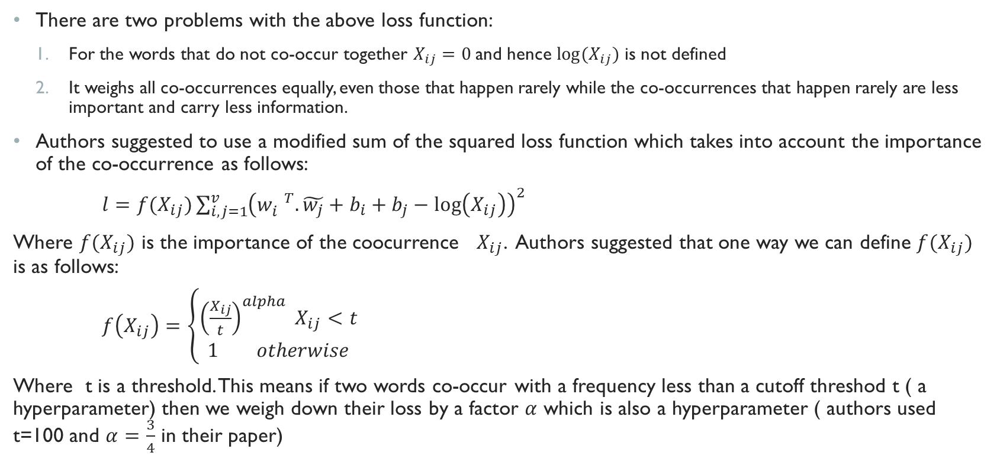 • There are two problems with the above loss function:
1. For the words that do not co-occur together $X_{ij} = 0$ and hence $\log(X_{ij})$ is not defined
2. It weighs all co-occurrences equally, even those that happen rarely while the co-occurrences that happen rarely are less
important and carry less information.
• Authors suggested to use a modified sum of the squared loss function which takes into account the importance
of the co-occurrence as follows:
$l = f(X_{ij}) \sum_{i,j=1}^{v} (w_i{}^T . \widetilde{w_j} + b_i + b_j - \log(X_{ij}))^2$
Where $f(X_{ij})$ is the importance of the coocurrence $X_{ij}$. Authors suggested that one way we can define $f(X_{ij})$
is as follows:
$f(X_{ij}) = \begin{cases} \left(\frac{X_{ij}}{t}\right)^{alpha} & X_{ij} < t \\ 1 & otherwise \end{cases}$
Where t is a threshold. This means if two words co-occur with a frequency less than a cutoff threshod t ( a
hyperparameter) then we weigh down their loss by a factor $\alpha$ which is also a hyperparameter ( authors used
t=100 and $\alpha = \frac{3}{4}$ in their paper)